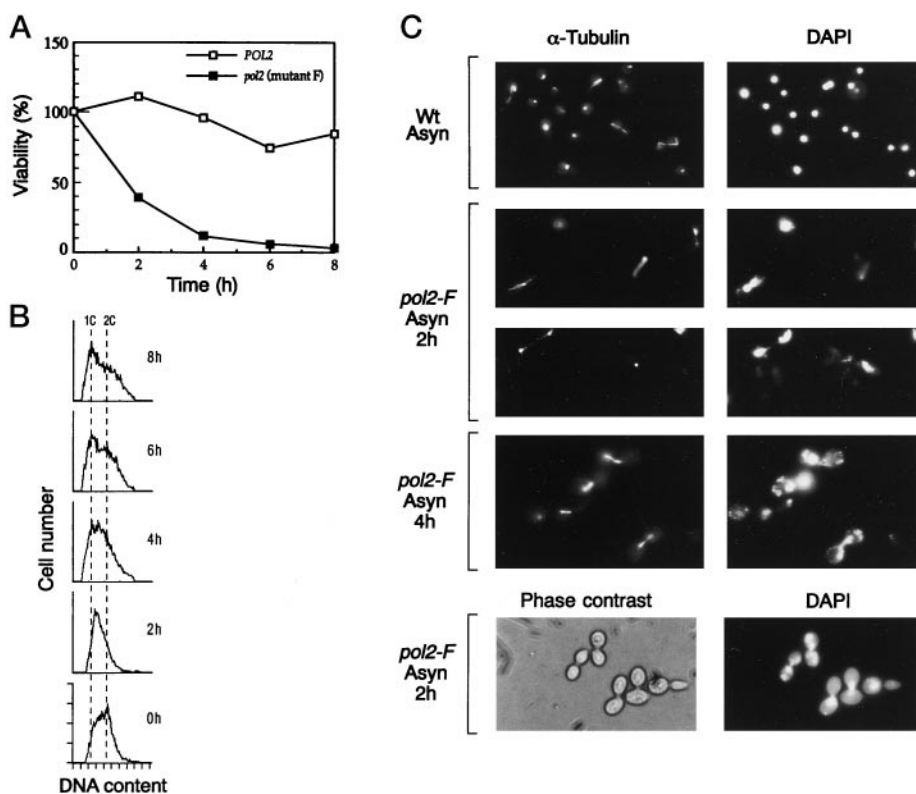 A
150
100
50
0
Viability (%)
POL2
pol2 (mutant F)
0 2 4 6 8
Time (h)
B
1C 2C
8h
6h
4h
2h
0h
Cell number
DNA content
C
α-Tubulin DAPI
Wt
Asyn
pol2-F
Asyn
2h
pol2-F
Asyn
4h
Phase contrast DAPI
pol2-F
Asyn
2h